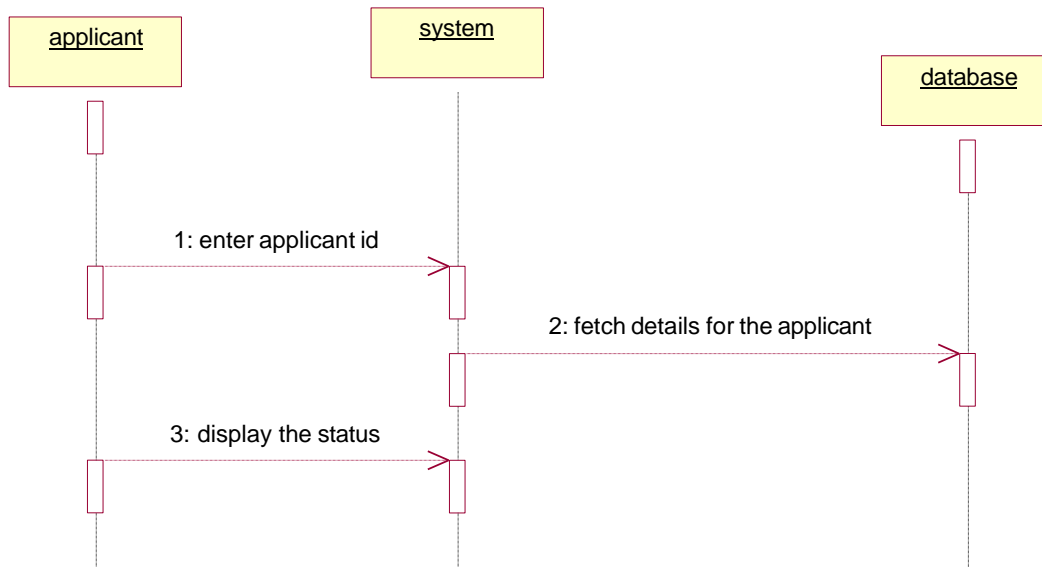 applicant
system
database
1: enter applicant id
2: fetch details for the applicant
3: display the status